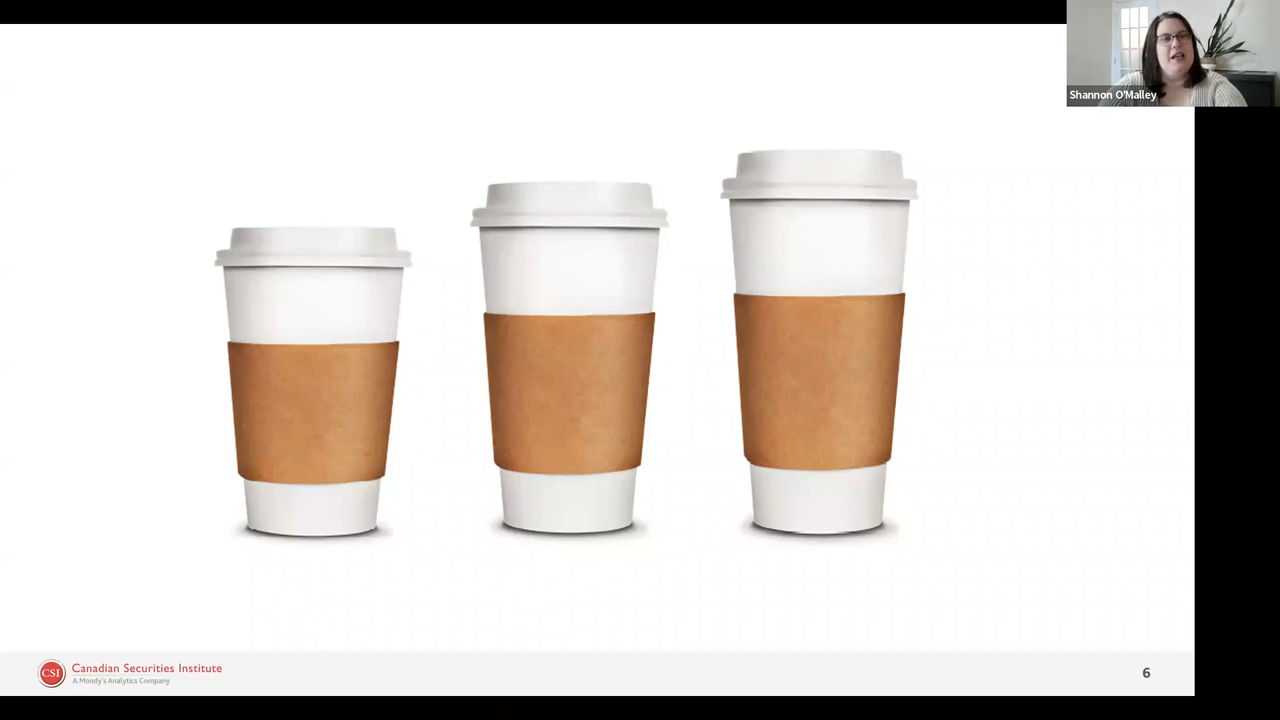 Shannon O'Malley
CSI
Canadian Securities Institute
A Moody's Analytics Company
6